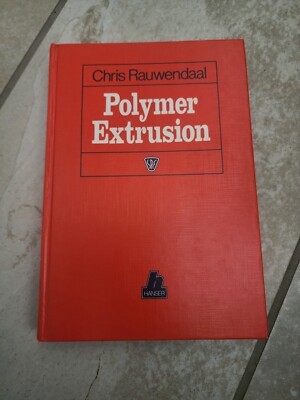 Chris Rauwendaal
Polymer
Extrusion
HANSER